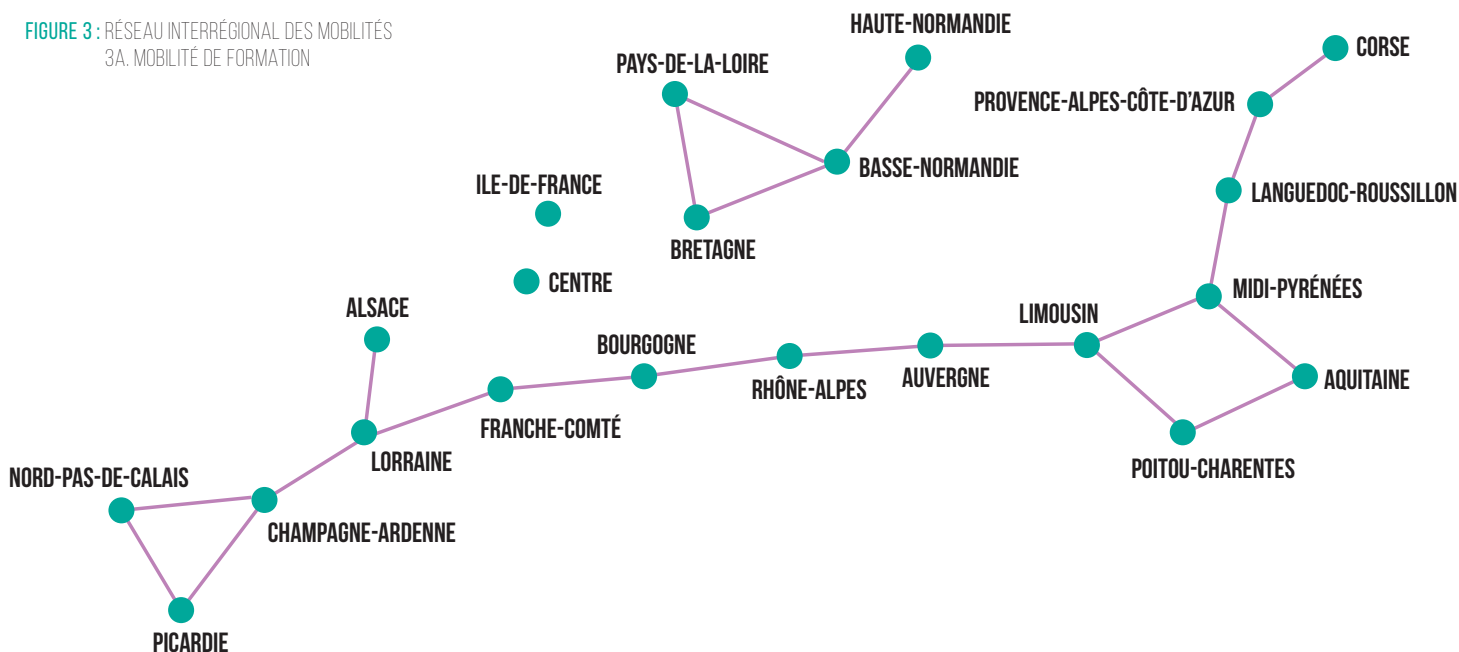 FIGURE 3 : RÉSEAU INTERRÉGIONAL DES MOBILITÉS
3A. MOBILITÉ DE FORMATION
HAUTE-NORMANDIE
CORSE
PAYS-DE-LA-LOIRE
PROVENCE-ALPES-CÔTE-D'AZUR
BASSE-NORMANDIE
ILE-DE-FRANCE
LANGUEDOC-ROUSSILLON
BRETAGNE
CENTRE
MIDI-PYRÉNÉES
ALSACE
LIMOUSIN
BOURGOGNE
RHÔNE-ALPES
AUVERGNE
AQUITAINE
FRANCHE-COMTÉ
LORRAINE
POITOU-CHARENTES
NORD-PAS-DE-CALAIS
CHAMPAGNE-ARDENNE
PICARDIE